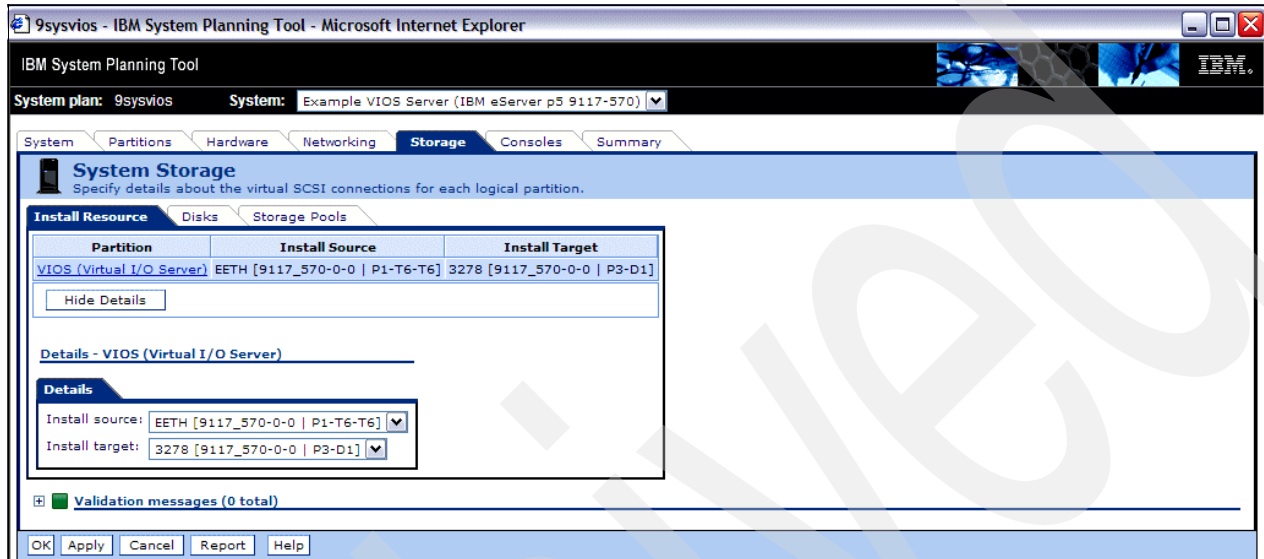 9sysvios - IBM System Planning Tool - Microsoft Internet Explorer
IBM System Planning Tool
IBM.
System plan: 9sysvios System: Example VIOS Server (IBM eServer p5 9117-570)
System Partitions Hardware Networking Storage Consoles Summary
System Storage
Specify details about the virtual SCSI connections for each logical partition.
Install Resource Disks Storage Pools
Partition Install Source Install Target
VIOS (Virtual I/O Server) EETH [9117_570-0-0 | P1-T6-T6] 3278 [9117_570-0-0 | P3-D1]
Hide Details
Details - VIOS (Virtual I/O Server)
Details
Install source: EETH [9117_570-0-0 | P1-T6-T6]
Install target: 3278 [9117_570-0-0 | P3-D1]
Validation messages (0 total)
OK Apply Cancel Report Help